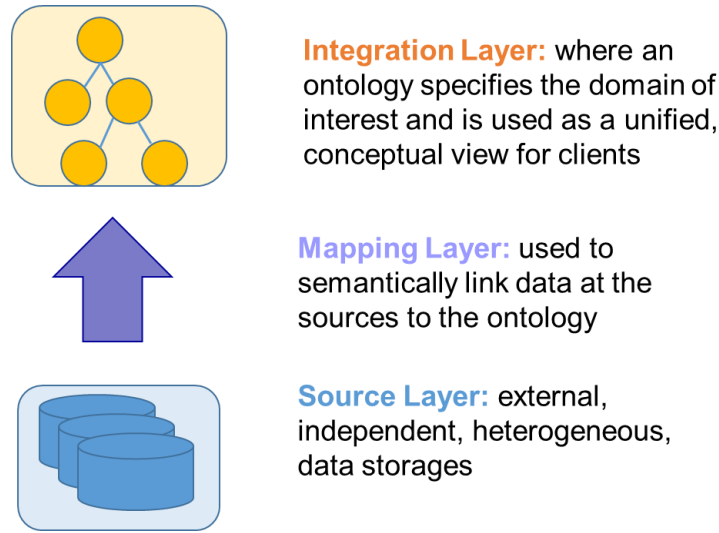 Integration Layer: where an
ontology specifies the domain of
interest and is used as a unified,
conceptual view for clients
Mapping Layer: used to
semantically link data at the
sources to the ontology
Source Layer: external,
independent, heterogeneous,
data storages